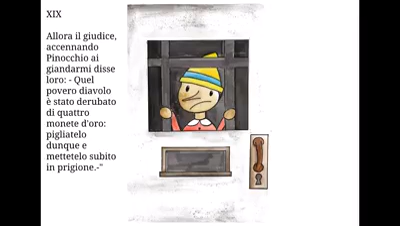 XIX
Allora il giudice,
accennando
Pinocchio ai
giandarmi disse
loro: - Quel
povero diavolo
è stato derubato
di quattro
monete d'oro:
pigliatelo
dunque e
mettetelo subito
in prigione.-"